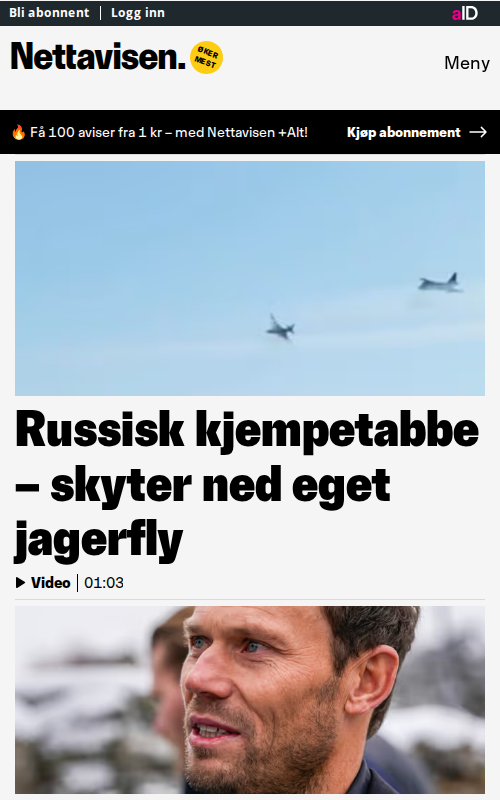 Bli abonnent | Logg inn
aID
Nettavisen.
ØKER
MEST
Meny
🔥 Få 100 aviser fra 1 kr – med Nettavisen +Alt!
Kjøp abonnement →
Russisk kjempetabbe
– skyter ned eget
jagerfly
Video | 01:03